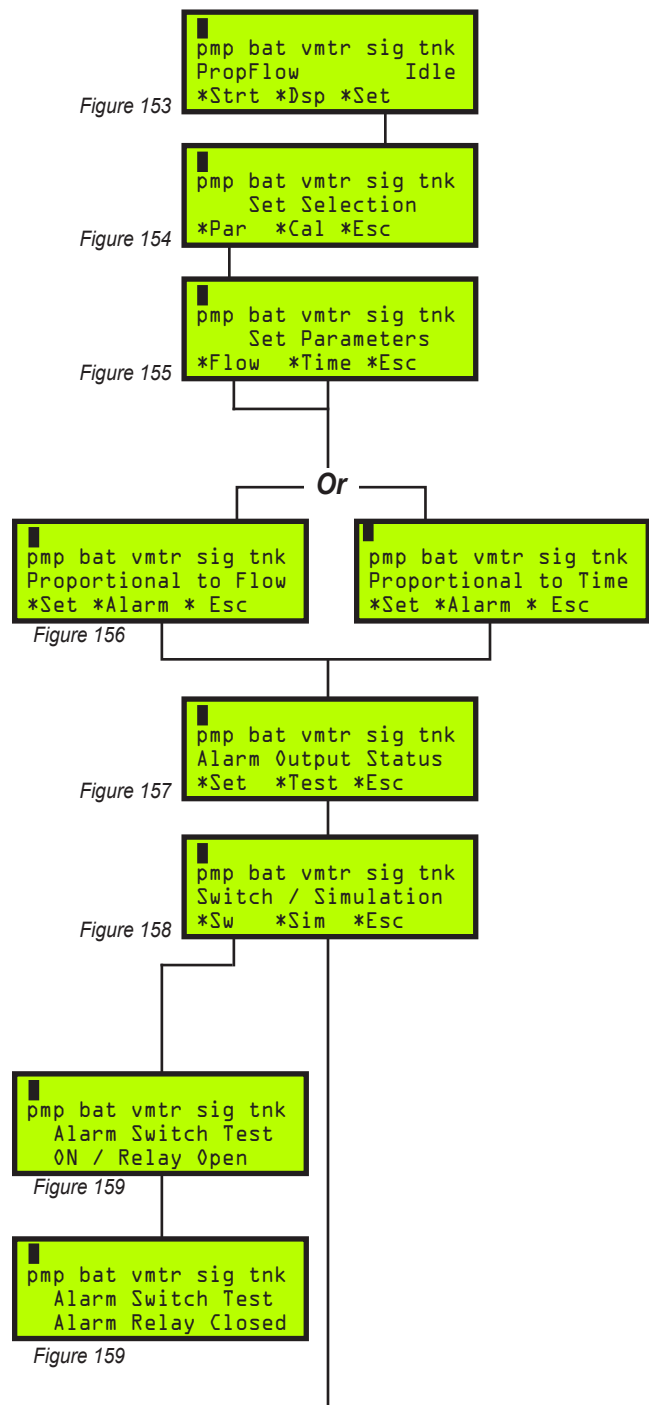 pmp bat vmtr sig tnk
PropFlow Idle
*Strt *Dsp *Set
Figure 153
pmp bat vmtr sig tnk
Set Selection
*Par *Cal *Esc
Figure 154
pmp bat vmtr sig tnk
Set Parameters
*Flow *Time *Esc
Figure 155
Or
pmp bat vmtr sig tnk
Proportional to Flow
*Set *Alarm * Esc
Figure 156
pmp bat vmtr sig tnk
Proportional to Time
*Set *Alarm * Esc
pmp bat vmtr sig tnk
Alarm Output Status
*Set *Test *Esc
Figure 157
pmp bat vmtr sig tnk
Switch / Simulation
*Sw *Sim *Esc
Figure 158
pmp bat vmtr sig tnk
Alarm Switch Test
ON / Relay Open
Figure 159
pmp bat vmtr sig tnk
Alarm Switch Test
Alarm Relay Closed
Figure 159